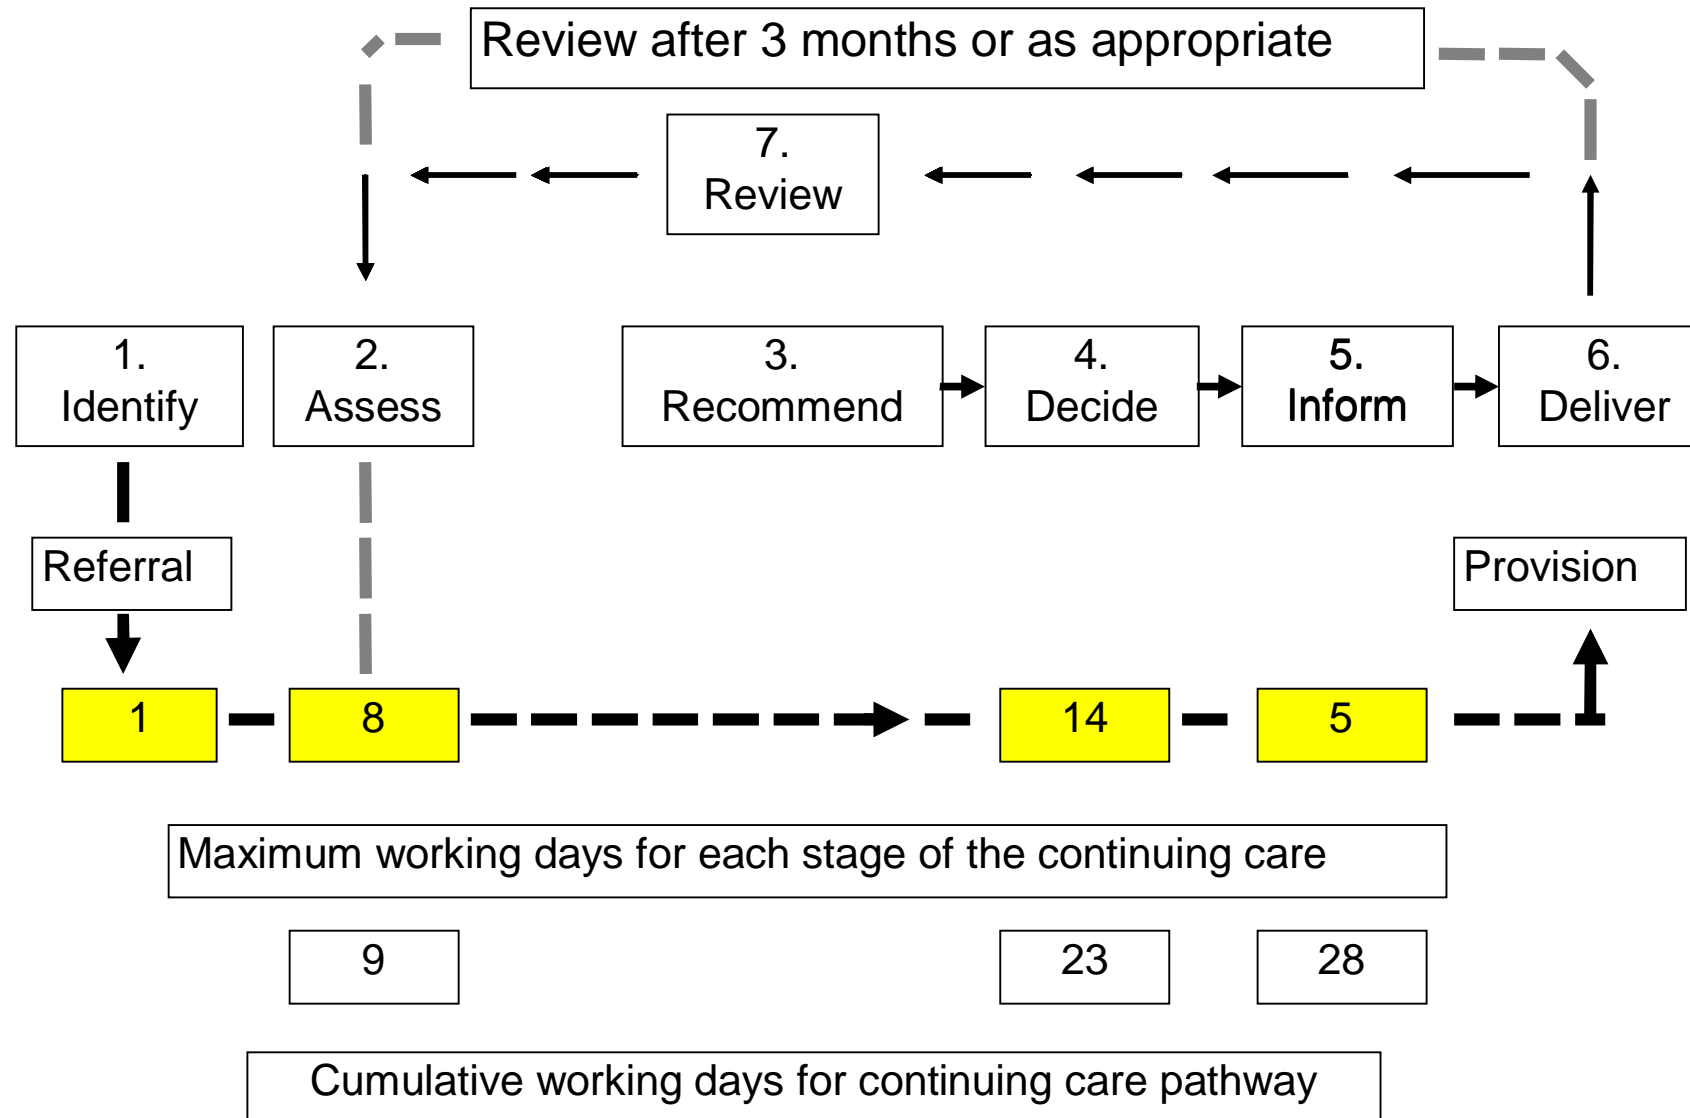 Review after 3 months or as appropriate
7.
Review
1.
Identify
2.
Assess
3.
Recommend
4.
Decide
5.
Inform
6.
Deliver
Referral
Provision
1
8
14
5
Maximum working days for each stage of the continuing care
9
23
28
Cumulative working days for continuing care pathway